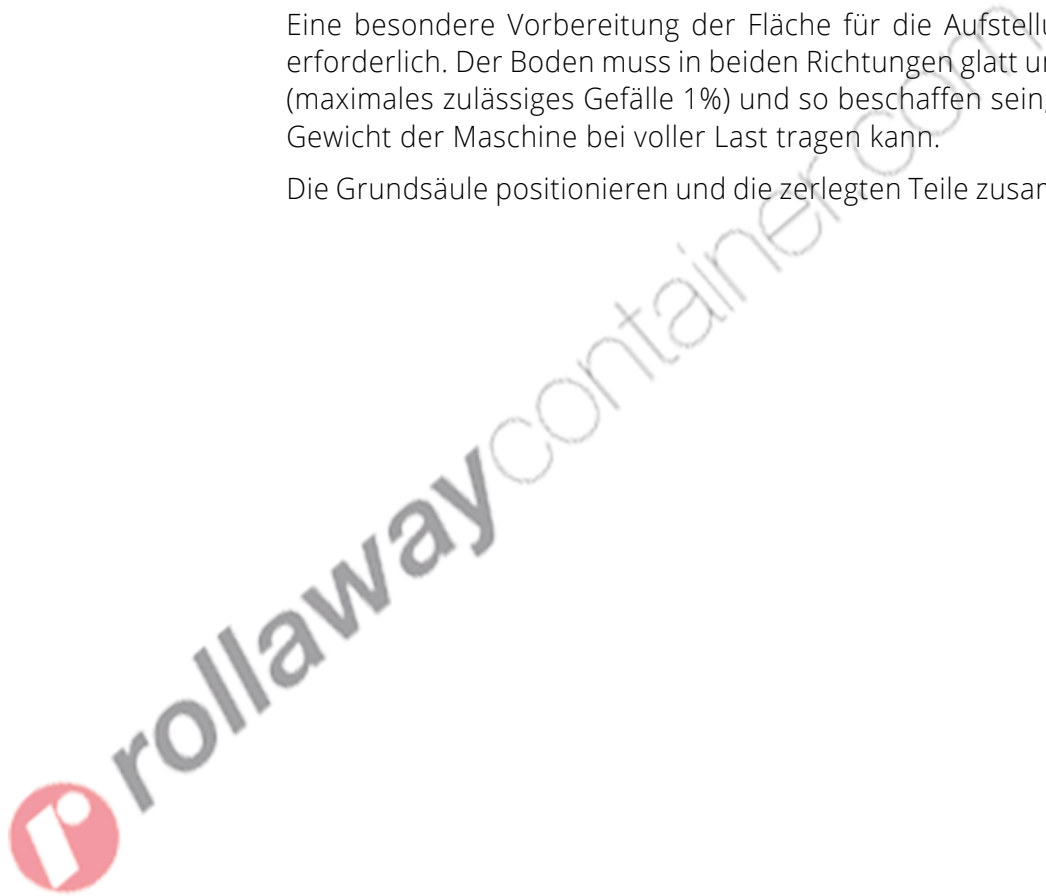 Eine besondere Vorbereitung der Fläche für die
erforderlich. Der Boden muss in beiden Richtungen glatt
(maximales zulässiges Gefälle 1%) und so beschaffen sein,
Gewicht der Maschine bei voller Last tragen kann.
Die Grundsäule positionieren und die zerlegten Teile
rollawaycontainer.com